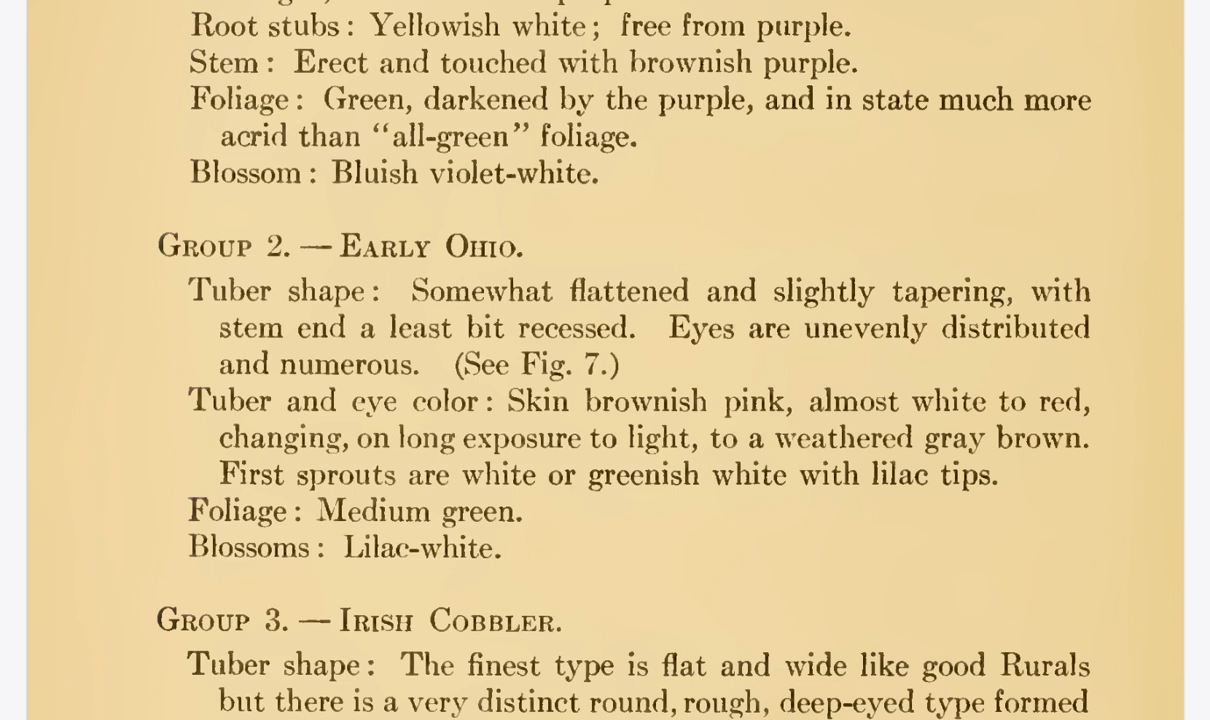 Root stubs: Yellowish white; free from purple.
Stem: Erect and touched with brownish purple.
Foliage: Green, darkened by the purple, and in state much more
acrid than “all-green” foliage.
Blossom: Bluish violet-white.
Group 2. — Early Ohio.
Tuber shape: Somewhat flattened and slightly tapering, with
stem end a least bit recessed. Eyes are unevenly distributed
and numerous. (See Fig. 7.)
Tuber and eye color: Skin brownish pink, almost white to red,
changing, on long exposure to light, to a weathered gray brown.
First sprouts are white or greenish white with lilac tips.
Foliage: Medium green.
Blossoms: Lilac-white.
Group 3. — Irish Cobbler.
Tuber shape: The finest type is flat and wide like good Rurals
but there is a very distinct round, rough, deep-eyed type formed